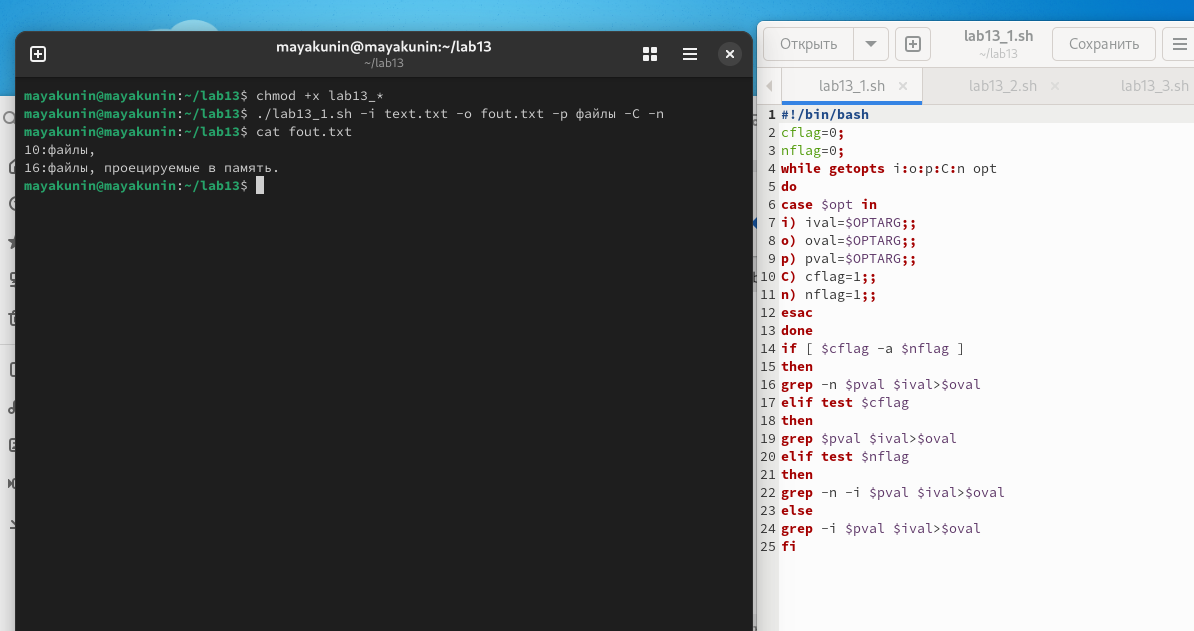 mayakunin@mayakunin:~/lab13
~/lab13
mayakunin@mayakunin:~/lab13$ chmod +x lab13_*
mayakunin@mayakunin:~/lab13$ ./lab13_1.sh -i text.txt -o fout.txt -p файлы -C -n
mayakunin@mayakunin:~/lab13$ cat fout.txt
10:файлы,
16:файлы, проецируемые в память.
mayakunin@mayakunin:~/lab13$
Открыть
lab13_1.sh
~/lab13
Сохранить
lab13_1.sh
lab13_2.sh
lab13_3.sh
1 #!/bin/bash
2 cflag=0;
3 nflag=0;
4 while getopts i:o:p:C:n opt
5 do
6 case $opt in
7 i) ival=$OPTARG;;
8 o) oval=$OPTARG;;
9 p) pval=$OPTARG;;
10 C) cflag=1;;
11 n) nflag=1;;
12 esac
13 done
14 if [ $cflag -a $nflag ]
15 then
16 grep -n $pval $ival>$oval
17 elif test $cflag
18 then
19 grep $pval $ival>$oval
20 elif test $nflag
21 then
22 grep -n -i $pval $ival>$oval
23 else
24 grep -i $pval $ival>$oval
25 fi